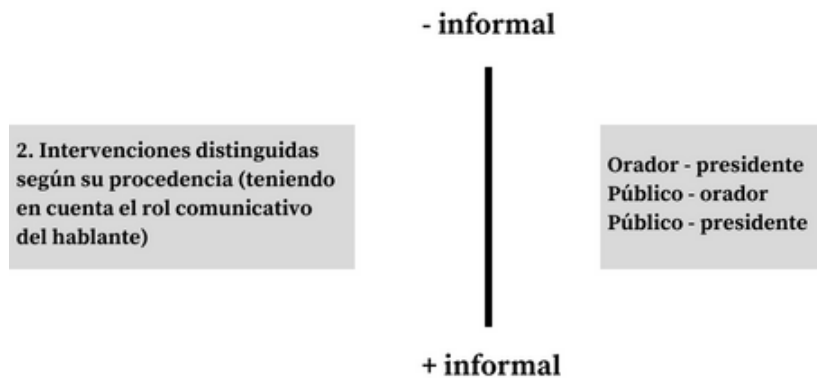 - informal
2. Intervenciones distinguidas
según su procedencia (teniendo
en cuenta el rol comunicativo
del hablante)
Orador - presidente
Público - orador
Público - presidente
+ informal